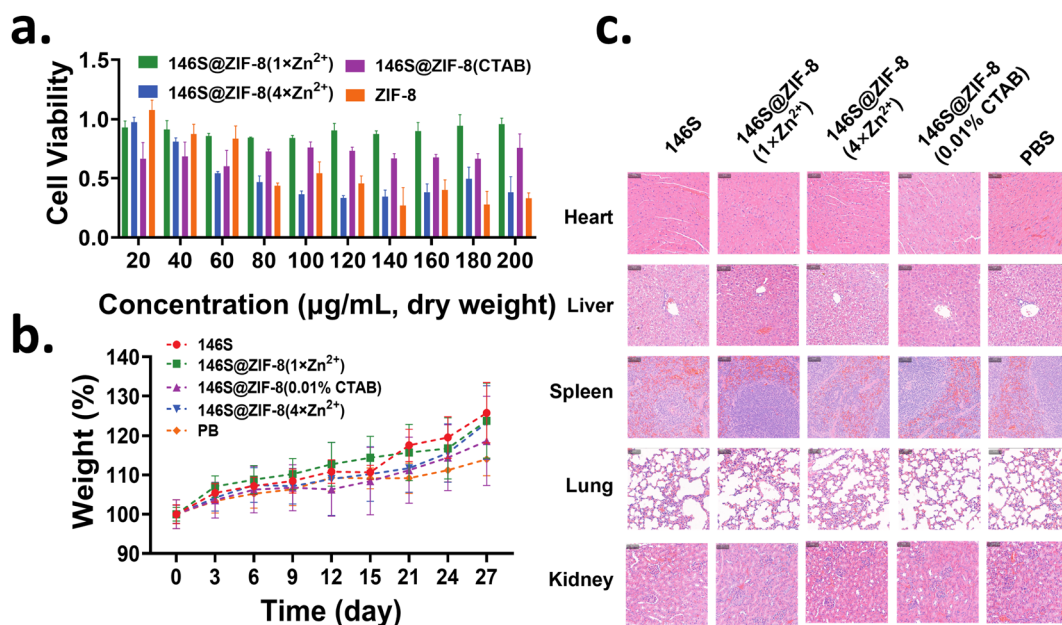 a.
1.5
1.0
0.5
0.0
Cell Viability
146S@ZIF-8(1×Zn²⁺)
146S@ZIF-8(4×Zn²⁺)
146S@ZIF-8(CTAB)
ZIF-8
20 40 60 80 100 120 140 160 180 200
Concentration (µg/mL, dry weight)
b.
140
130
120
110
100
90
Weight (%)
146S
146S@ZIF-8(1×Zn²⁺)
146S@ZIF-8(0.01% CTAB)
146S@ZIF-8(4×Zn²⁺)
PB
0 3 6 9 12 15 21 24 27
Time (day)
c.
146S
146S@ZIF-8
(1×Zn²⁺)
146S@ZIF-8
(4×Zn²⁺)
146S@ZIF-8
(0.01% CTAB)
PBS
Heart
Liver
Spleen
Lung
Kidney